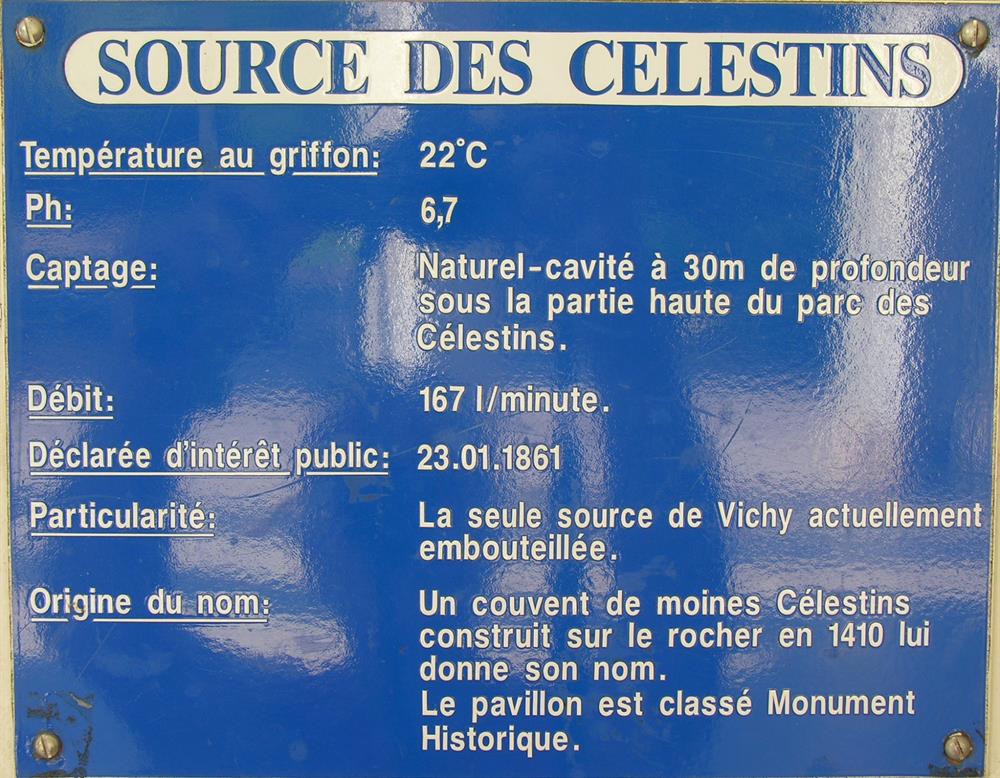 SOURCE DES CELESTINS
Température au griffon: 22°C
Ph: 6,7
Captage: Naturel-cavité à 30m de profondeur
sous la partie haute du parc des
Célestins.
Débit: 167 l/minute.
Déclarée d'intérêt public: 23.01.1861
Particularité: La seule source de Vichy actuellement
embouteillée.
Origine du nom: Un couvent de moines Célestins
construit sur le rocher en 1410 lui
donne son nom.
Le pavillon est classé Monument
Historique.